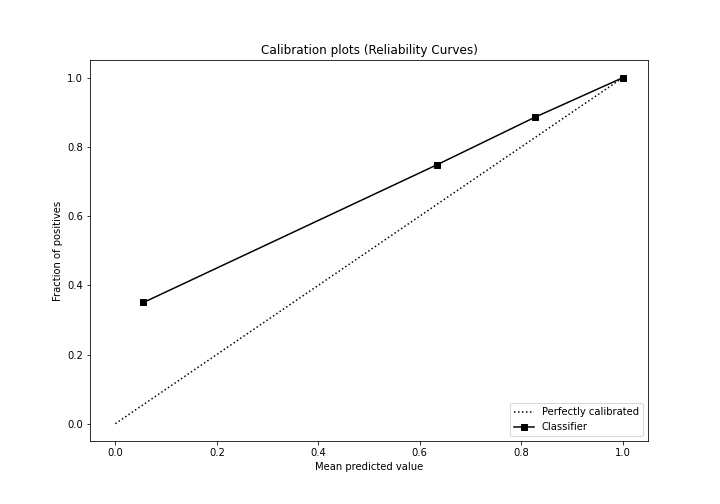 Calibration plots (Reliability Curves)
1.0
0.8
0.6
0.4
0.2
0.0
Fraction of positives
Perfectly calibrated
Classifier
0.0 0.2 0.4 0.6 0.8 1.0
Mean predicted value